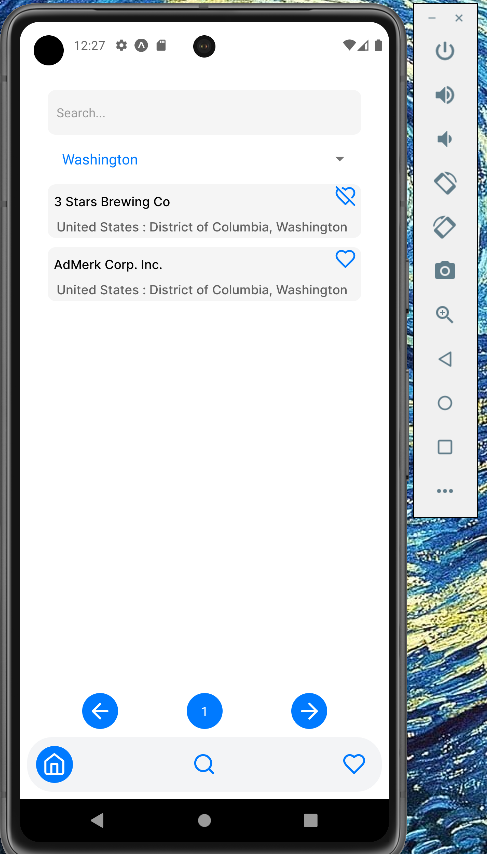 12:27
Search...
Washington
3 Stars Brewing Co
United States : District of Columbia, Washington
AdMerk Corp. Inc.
United States : District of Columbia, Washington
1